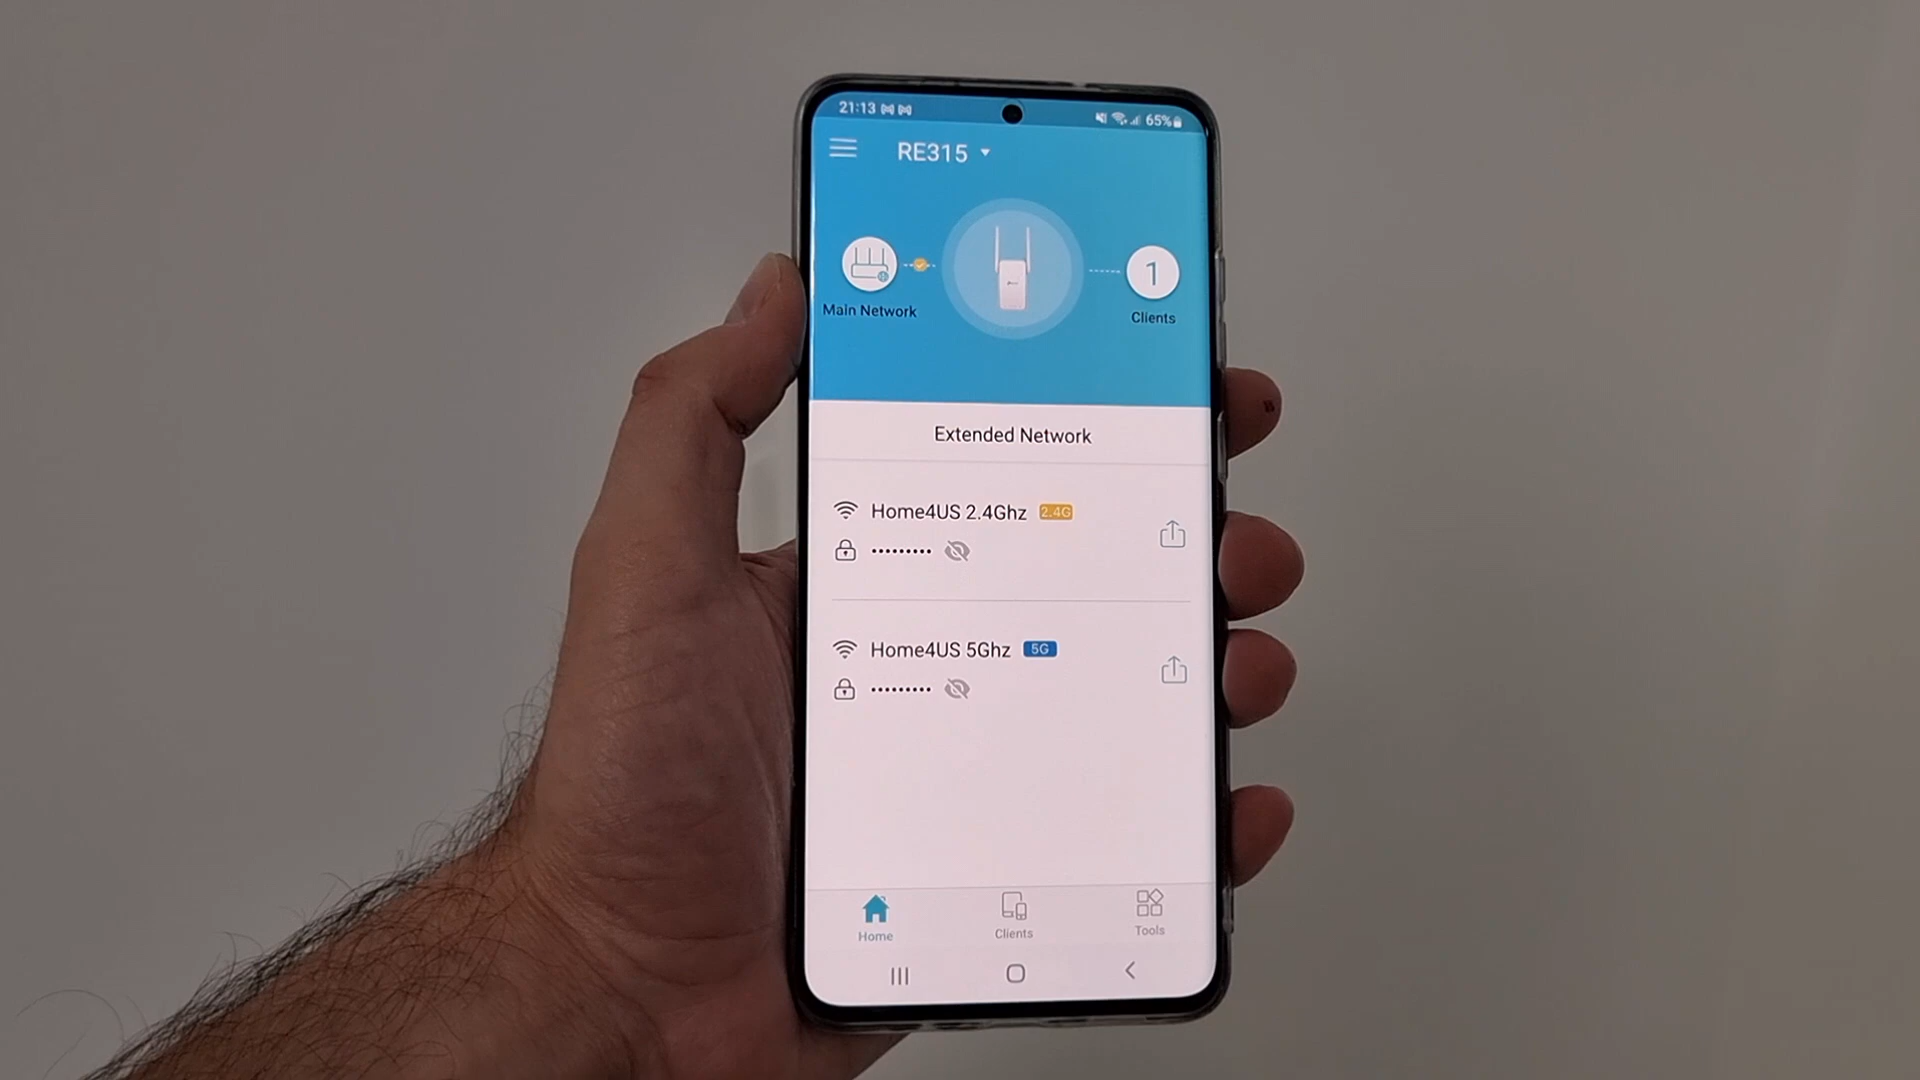 21:13
65%
RE315
1
Main Network
Clients
Extended Network
Home4US 2.4Ghz 2.4G
•••••••••
Home4US 5Ghz 5G
•••••••••
Home
Clients
Tools